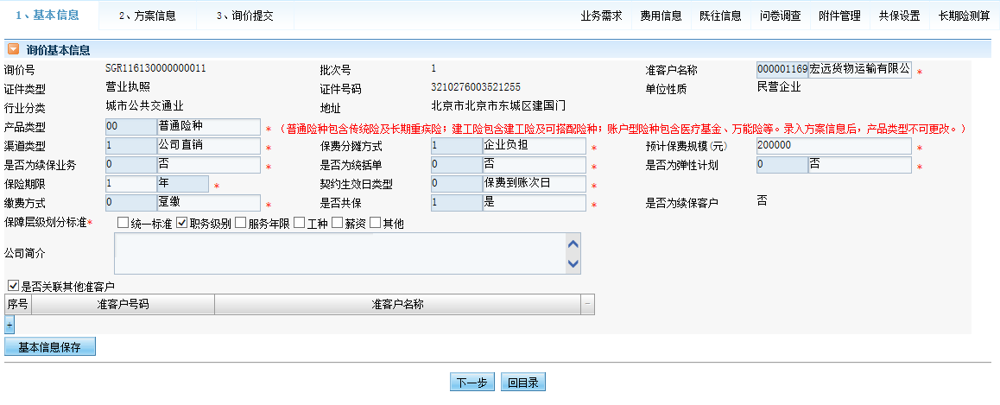 1、基本信息 2、方案信息 3、询价提交 业务需求 费用信息 既往信息 问卷调查 附件管理 共保设置 长期险测算
询价基本信息
询价号 SGR116130000000011 批次号 1 准客户名称 000001169 宏远货物运输有限公 *
证件类型 营业执照 证件号码 3210276003521255 单位性质 民营企业
行业分类 城市公共交通业 地址 北京市北京市东城区建国门
产品类型 00 普通险种 * （普通险种包含传统险及长期重疾险；建工险包含建工险及可搭配险种；账户型险种包含医疗基金、万能险等。录入方案信息后，产品类型不可更改。）
渠道类型 1 公司直销 * 保费分摊方式 1 企业负担 * 预计保费规模(元) 200000 *
是否为续保业务 0 否 * 是否为统括单 0 否 * 是否为弹性计划 0 否 *
保险期限 1 年 * 契约生效日类型 0 保费到账次日 *
缴费方式 0 趸缴 * 是否共保 1 是 * 是否为续保客户 否
保障层级划分标准* 统一标准 职务级别 服务年限 工种 薪资 其他
公司简介
是否关联其他准客户
序号 准客户号码 准客户名称 -
+
基本信息保存
下一步 回目录